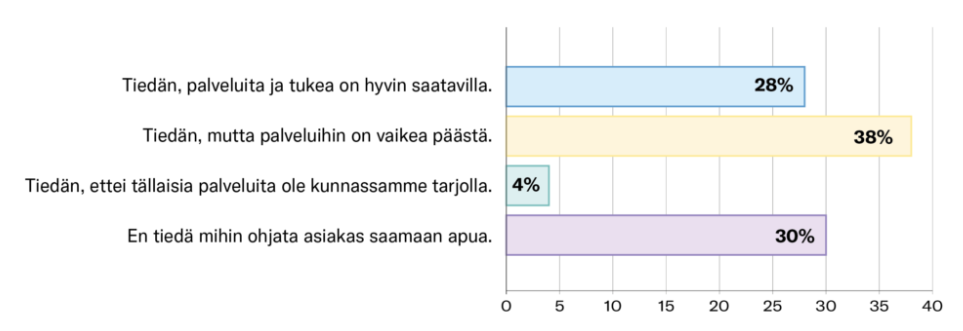 Tiedän, palveluita ja tukea on hyvin saatavilla.
28%
Tiedän, mutta palveluihin on vaikea päästä.
38%
Tiedän, ettei tällaisia palveluita ole kunnassamme tarjolla.
4%
En tiedä mihin ohjata asiakas saamaan apua.
30%
0 5 10 15 20 25 30 35 40